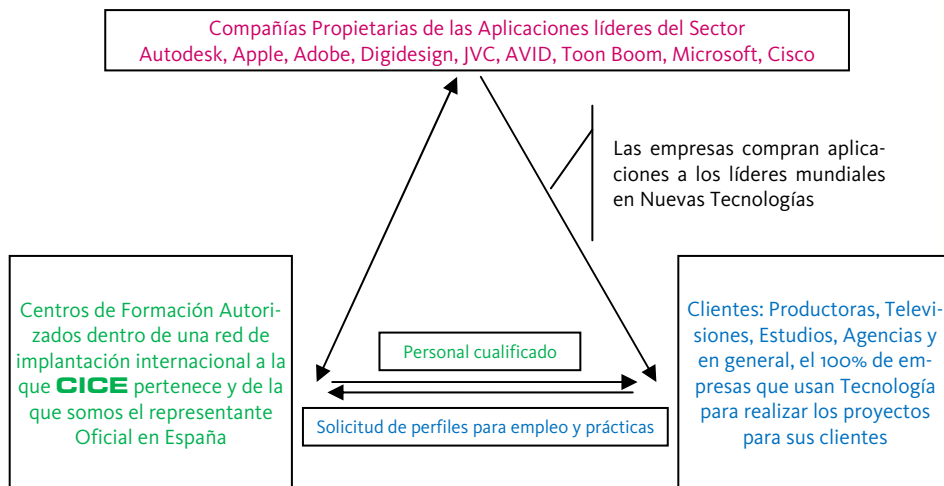 Compañías Propietarias de las Aplicaciones líderes del Sector
Autodesk, Apple, Adobe, Digidesign, JVC, AVID, Toon Boom, Microsoft, Cisco
Las empresas compran aplica-
ciones a los líderes mundiales
en Nuevas Tecnologías
Centros de Formación Autori-
zados dentro de una red de
implantación internacional a la
que CICE pertenece y de la
que somos el representante
Oficial en España
Personal cualificado
Solicitud de perfiles para empleo y prácticas
Clientes: Productoras, Televi-
siones, Estudios, Agencias y
en general, el 100% de em-
presas que usan Tecnología
para realizar los proyectos
para sus clientes